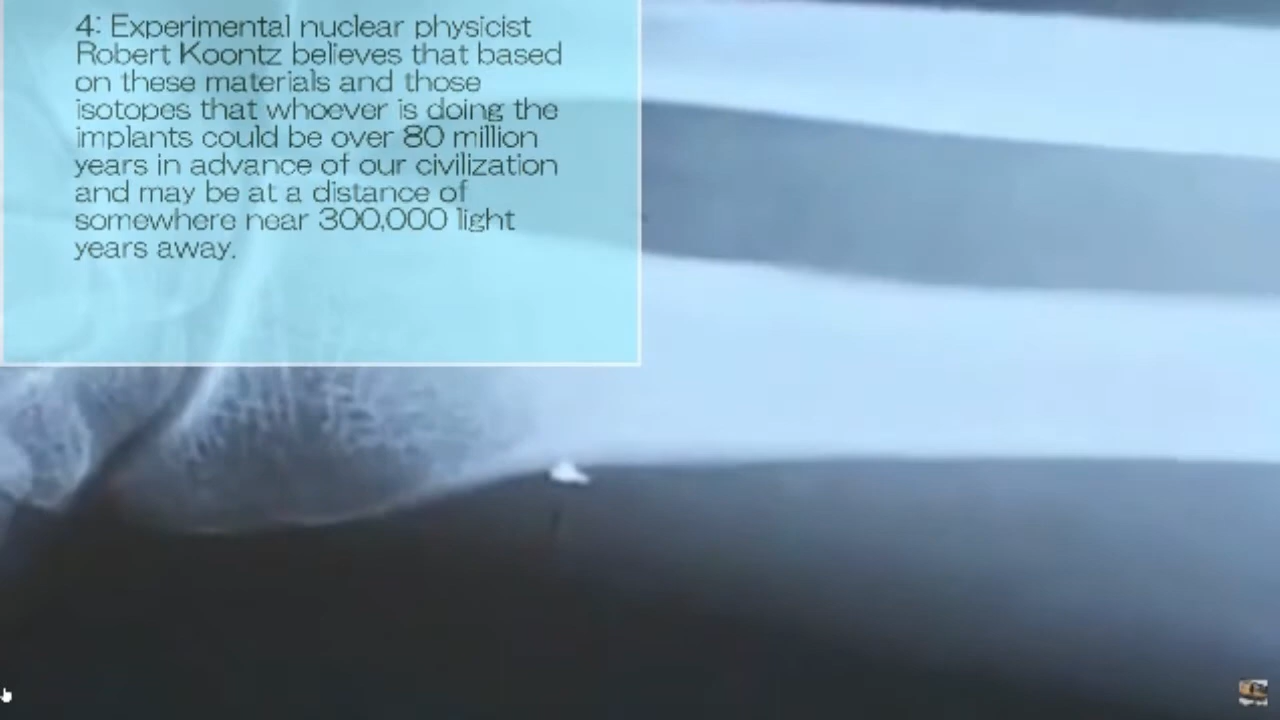 4: Experimental nuclear physicist
Robert Koontz believes that based
on these materials and those
isotopes that whoever is doing the
implants could be over 80 million
years in advance of our civilization
and may be at a distance of
somewhere near 300,000 light
years away.